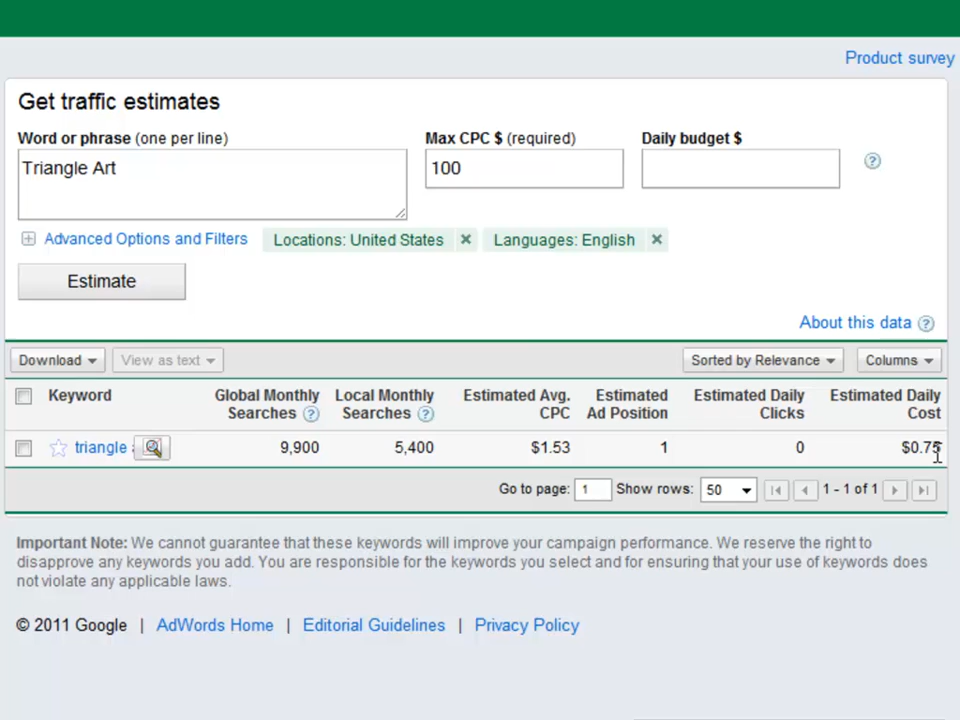 Product survey
Get traffic estimates
Word or phrase (one per line) Max CPC $ (required) Daily budget $
Triangle Art 100
Advanced Options and Filters Locations: United States × Languages: English ×
Estimate
About this data
Download View as text Sorted by Relevance Columns
Keyword Global Monthly Searches Local Monthly Searches Estimated Avg. CPC Estimated Ad Position Estimated Daily Clicks Estimated Daily Cost
triangle 9,900 5,400 $1.53 1 0 $0.75
Go to page: 1 Show rows: 50 1 - 1 of 1
Important Note: We cannot guarantee that these keywords will improve your campaign performance. We reserve the right to
disapprove any keywords you add. You are responsible for the keywords you select and for ensuring that your use of keywords does
not violate any applicable laws.
© 2011 Google | AdWords Home | Editorial Guidelines | Privacy Policy